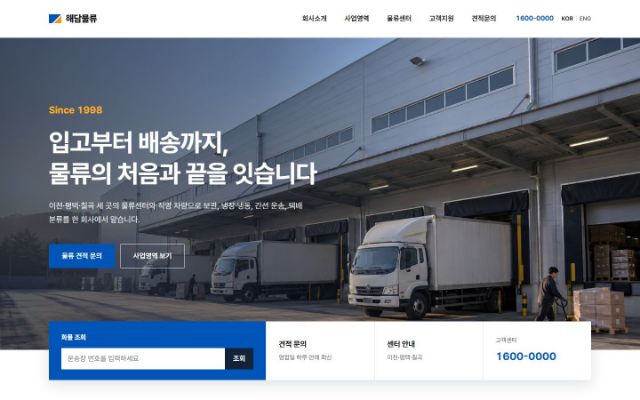 해담물류
회사소개 사업영역 물류센터 고객지원 견적문의 1600-0000 KOR ENG
Since 1998
입고부터 배송까지,
물류의 처음과 끝을 잇습니다
이천·평택·칠곡 세 곳의 물류센터와 직영 차량으로 보관, 냉장·냉동, 간선 운송, 택배
분류를 한 회사에서 맡습니다.
물류 견적 문의 사업영역 보기
화물 조회
운송장 번호를 입력하세요 조회
견적 문의
영업일 하루 안에 회신
센터 안내
이천·평택·칠곡
고객센터
1600-0000